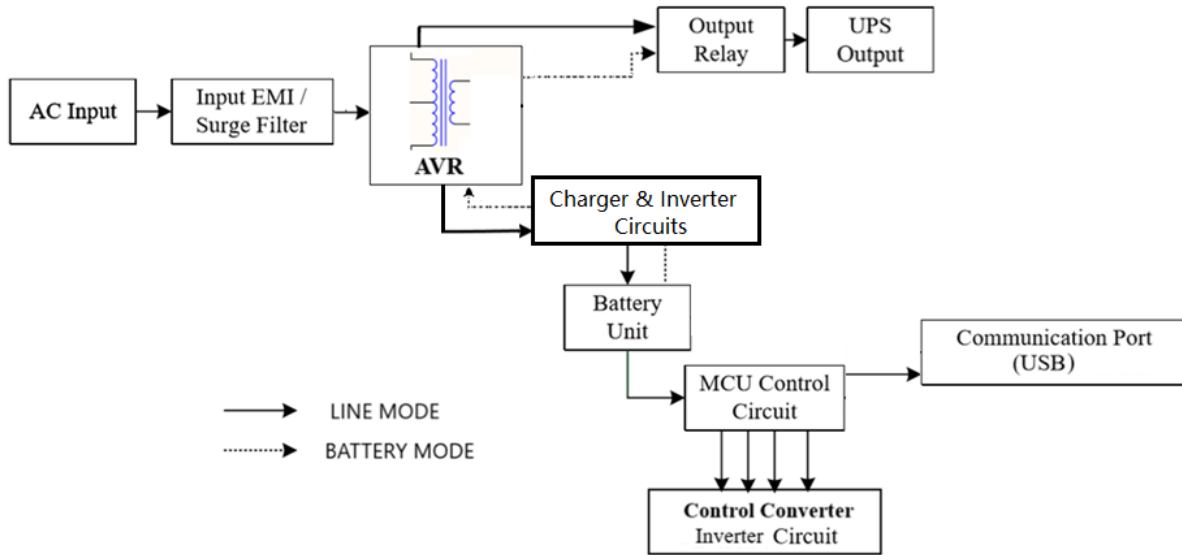 Output
Relay
UPS
Output
AC Input
Input EMI /
Surge Filter
AVR
Charger & Inverter
Circuits
Battery
Unit
Communication Port
(USB)
MCU Control
Circuit
LINE MODE
BATTERY MODE
Control Converter
Inverter Circuit